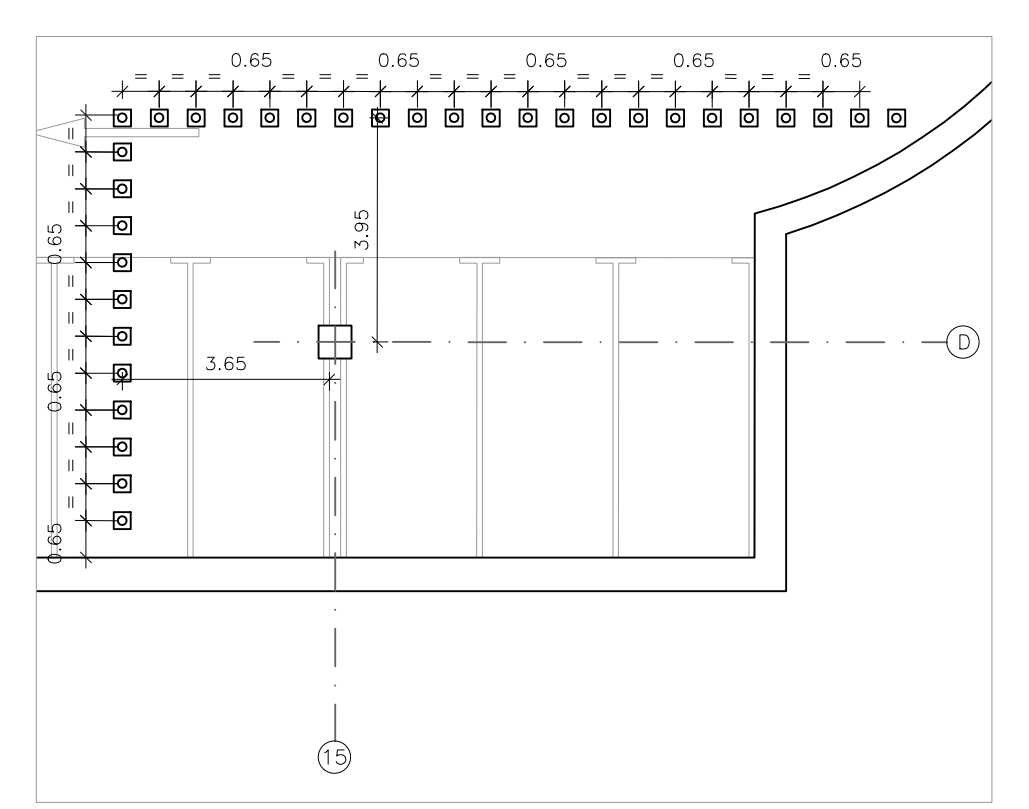 0.65 0.65 0.65 0.65 0.65
= = = = = = = = = = = = = = =
3.95
0.65
D
3.65
0.65
0.65
15